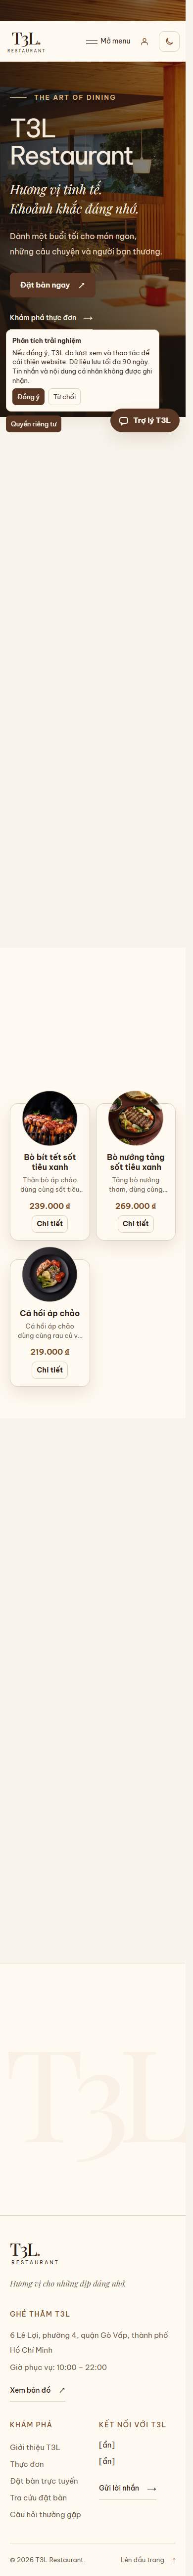 T3L.
RESTAURANT
Mở menu
THE ART OF DINING
T3L
Restaurant
Hương vị tinh tế.
Khoảnh khắc đáng nhớ.
Dành một buổi tối cho món ngon,
những câu chuyện và người bạn thương.
Đặt bàn ngay ↗
Khám phá thực đơn →
Phân tích trải nghiệm
Nếu đồng ý, T3L đo lượt xem và thao tác để
cải thiện website. Dữ liệu lưu tối đa 90 ngày.
Tin nhắn và nội dung cá nhân không được ghi
nhận.
Đồng ý
Từ chối
Quyền riêng tư
Trợ lý T3L
Bò bít tết sốt
tiêu xanh
Thăn bò áp chảo
dùng cùng sốt tiêu...
239.000 ₫
Chi tiết
Bò nướng tảng
sốt tiêu xanh
Tảng bò nướng
thơm, dùng cùng...
269.000 ₫
Chi tiết
Cá hồi áp chảo
Cá hồi áp chảo
dùng cùng rau củ v...
219.000 ₫
Chi tiết
T3L
T3L.
RESTAURANT
Hương vị cho những dịp đáng nhớ.
GHÉ THĂM T3L
6 Lê Lợi, phường 4, quận Gò Vấp, thành phố
Hồ Chí Minh
Giờ phục vụ: 10:00 – 22:00
Xem bản đồ ↗
KHÁM PHÁ
Giới thiệu T3L
Thực đơn
Đặt bàn trực tuyến
Tra cứu đặt bàn
Câu hỏi thường gặp
KẾT NỐI VỚI T3L
[ẩn]
[ẩn]
Gửi lời nhắn →
© 2026 T3L Restaurant.
Lên đầu trang ↑